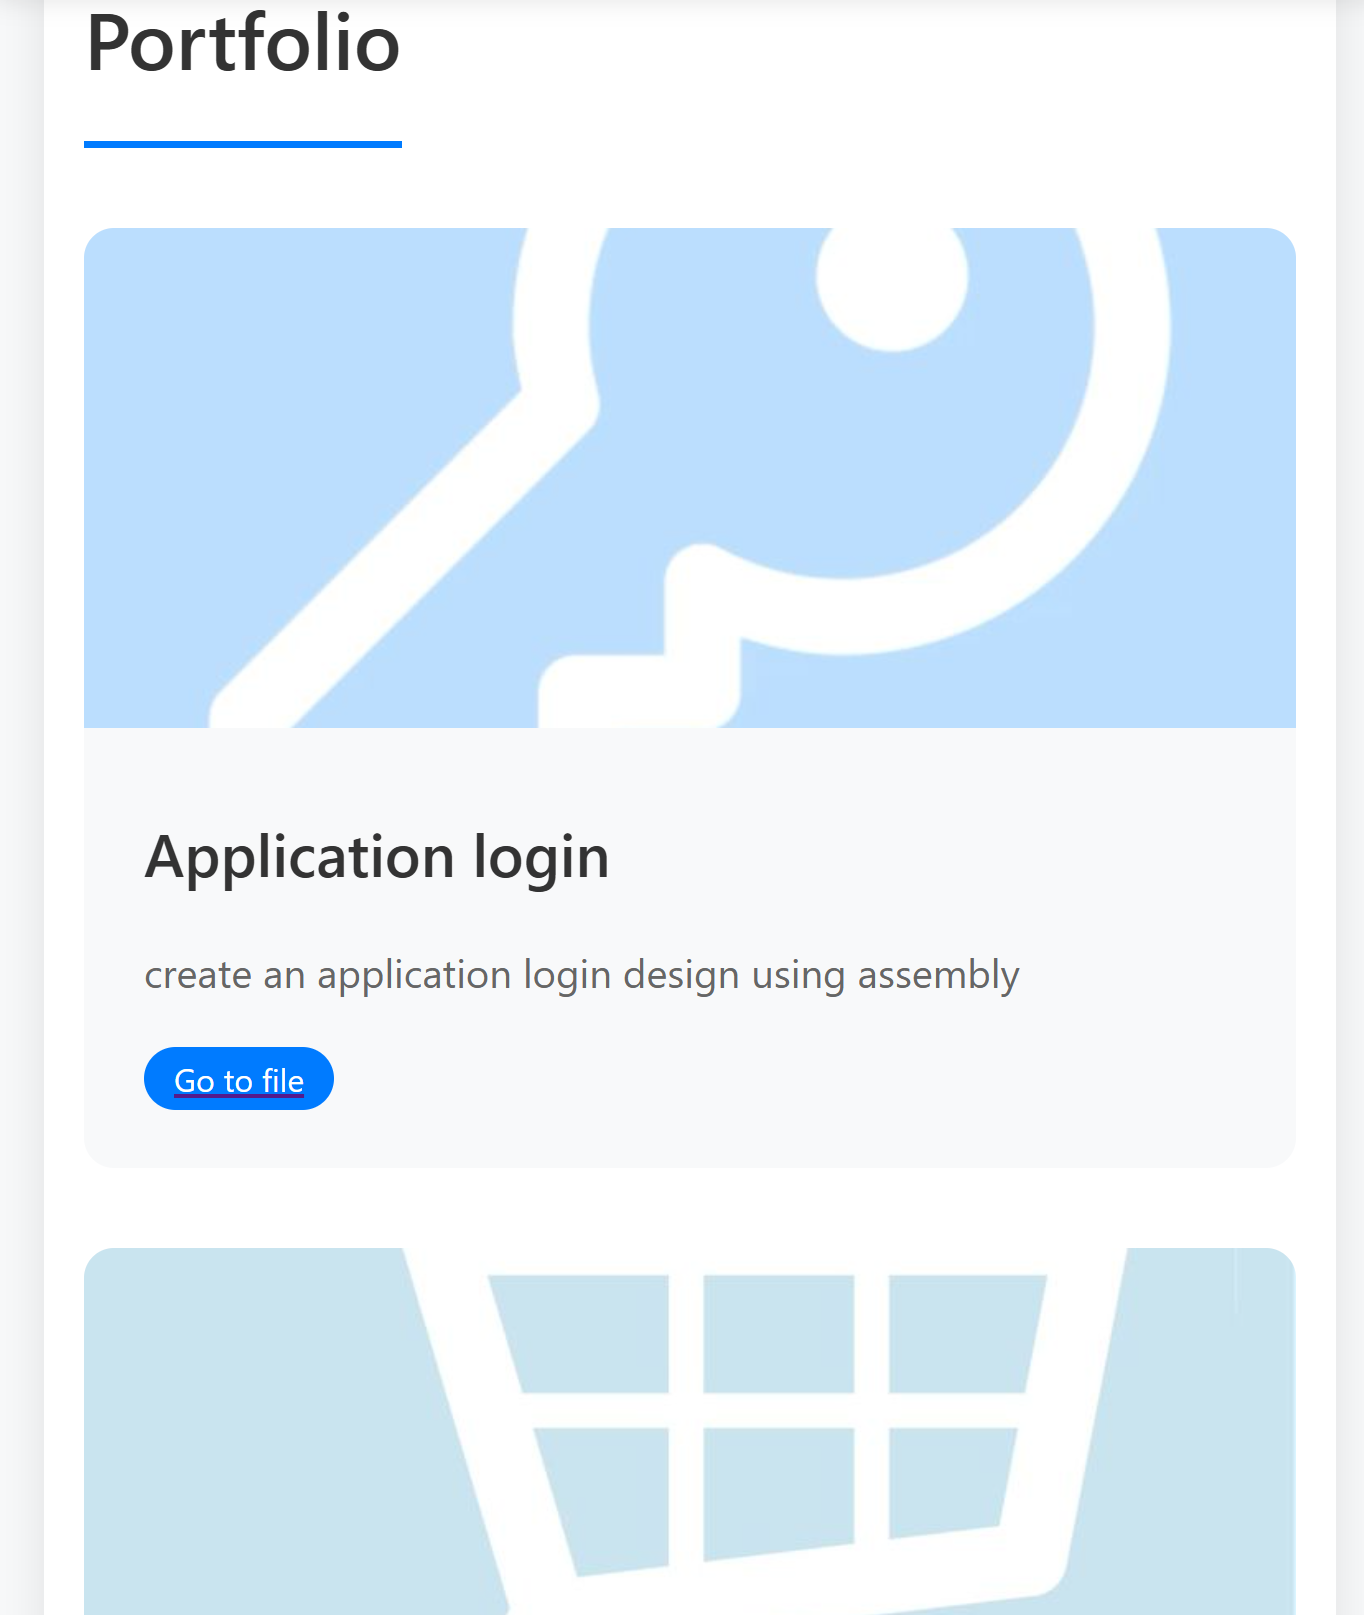 Portfolio
Application login
create an application login design using assembly
Go to file